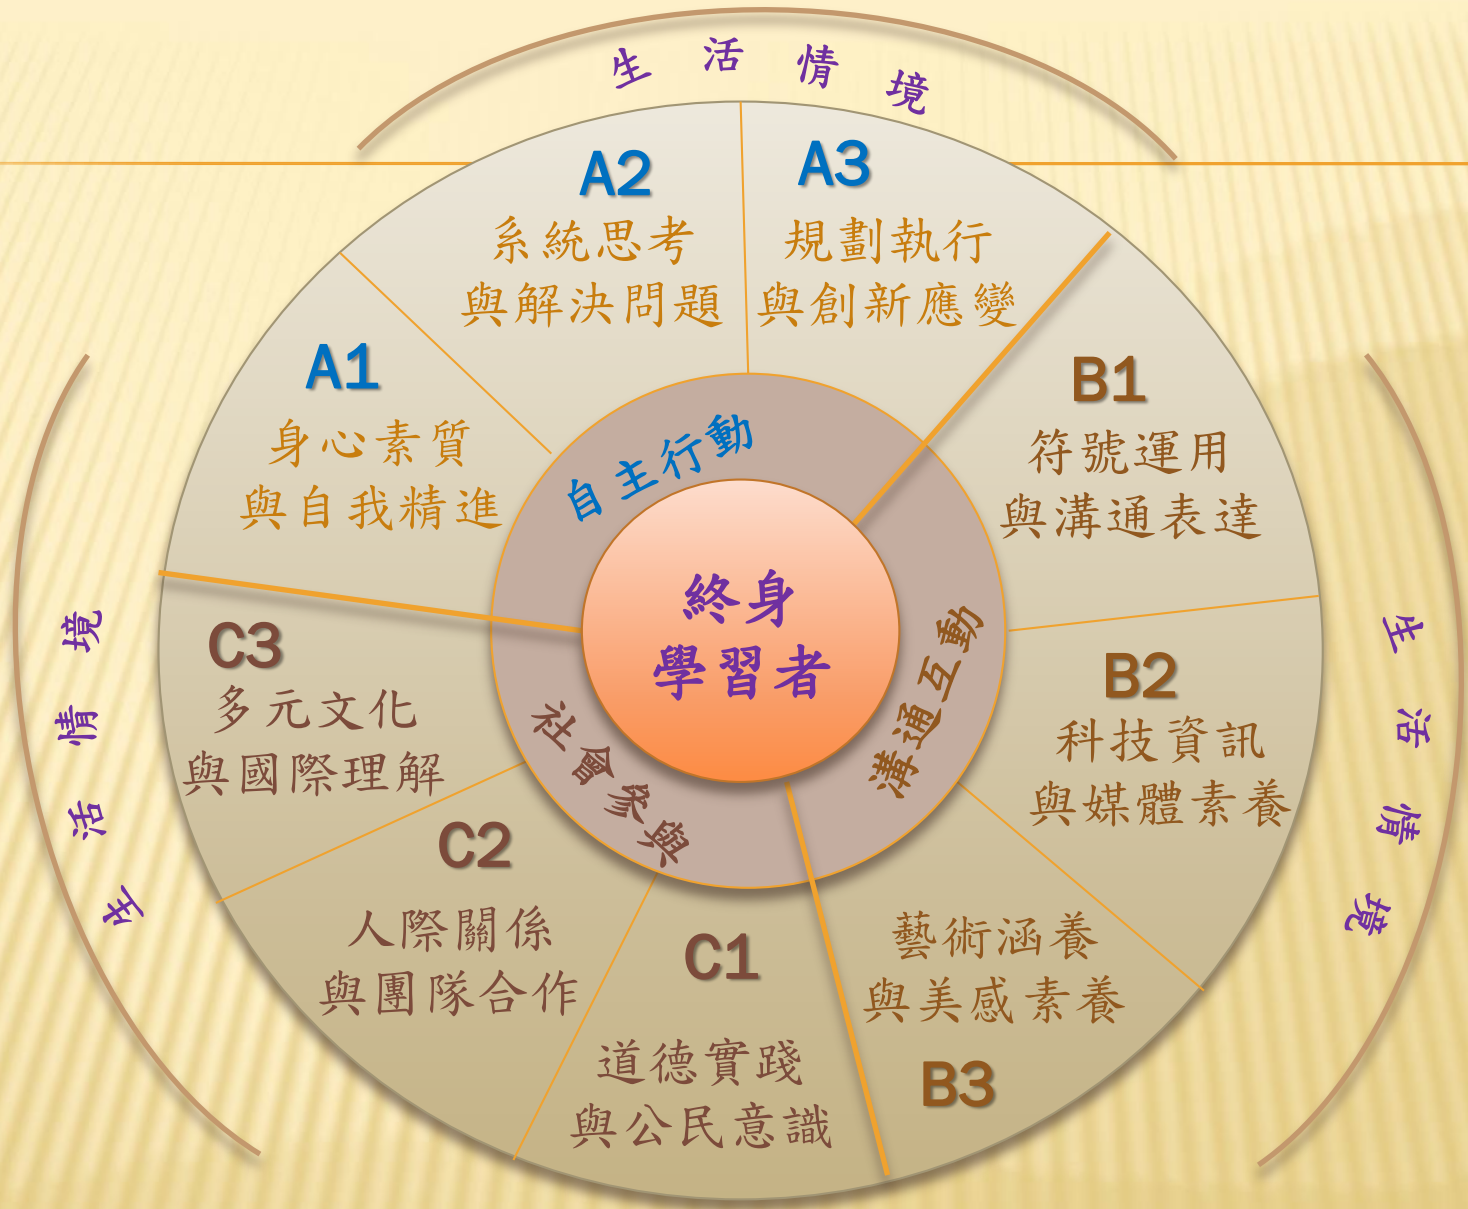 生活情境
A1
身心素質
與自我精進
A2
系統思考
與解決問題
A3
規劃執行
與創新應變
B1
符號運用
與溝通表達
B2
科技資訊
與媒體素養
藝術涵養
與美感素養
B3
C1
道德實踐
與公民意識
C2
人際關係
與團隊合作
C3
多元文化
與國際理解
自主行動
溝通互動
社會參與
終身
學習者
生活情境
生活情境